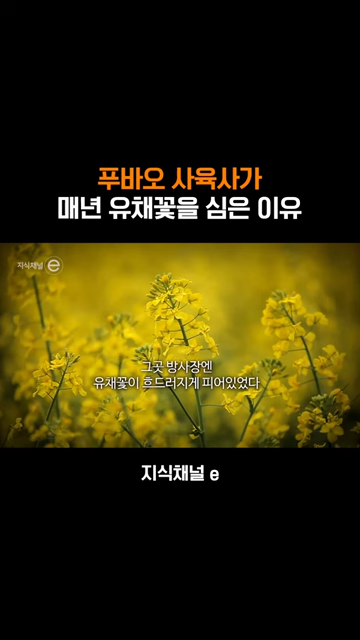 푸바오 사육사가
매년 유채꽃을 심은 이유
지식채널 e
그곳 방사장엔
유채꽃이 흐드러지게 피어있었다
지식채널 e